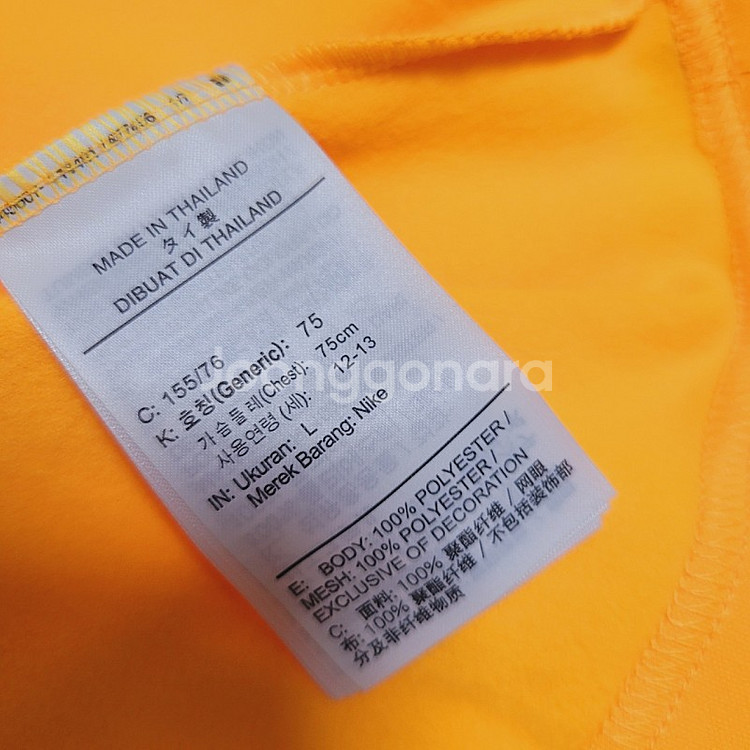 MADE IN THAILAND
タイ製
DIBUAT DI THAILAND
C: 155/76
K: 호칭(Generic): 75
가슴둘레(Chest): 75cm
사용연령 (세): 12-13
IN: Ukuran: L
Merek Barang: Nike
E: BODY: 100% POLYESTER /
MESH: 100% POLYESTER /
EXCLUSIVE OF DECORATION
C: 面料: 100% 聚酯纤维 / 网眼
布: 100% 聚酯纤维 / 不包括装饰部
分及非纤维物质
Joonggonara